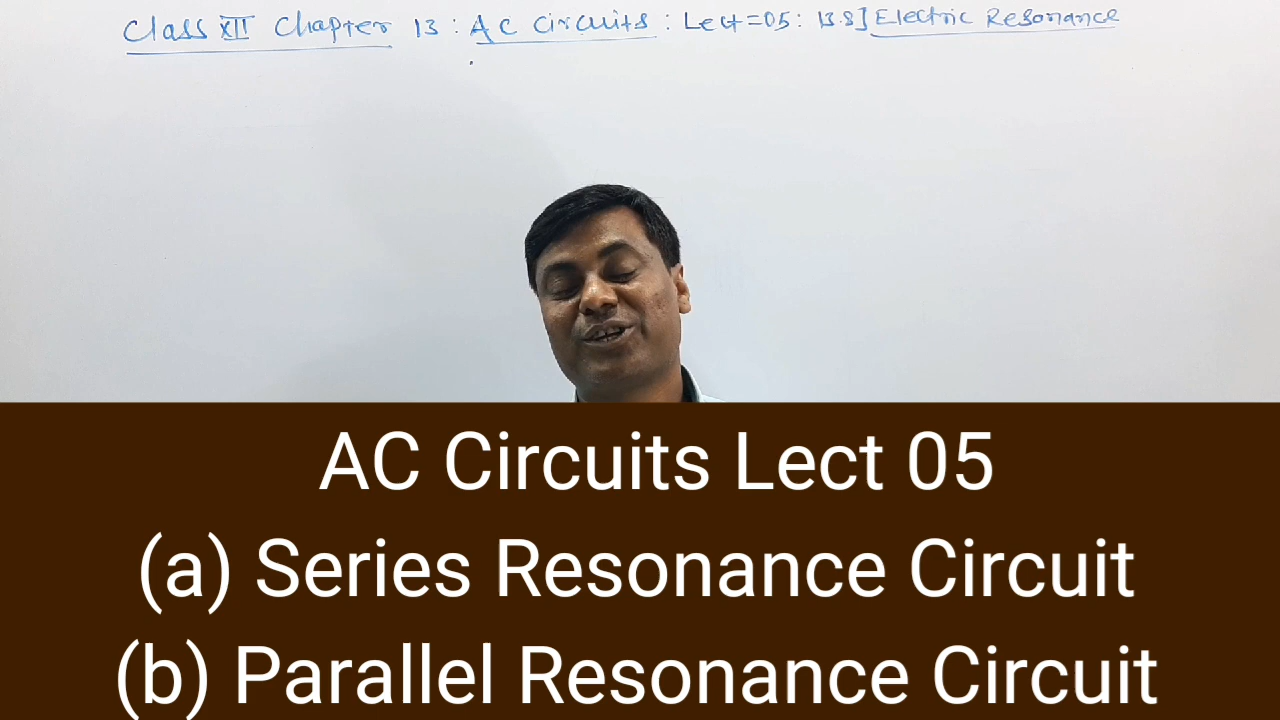 Class XII Chapter 13 : AC Circuits : Lect=05 : 13.8] Electric Resonance
AC Circuits Lect 05
(a) Series Resonance Circuit
(b) Parallel Resonance Circuit